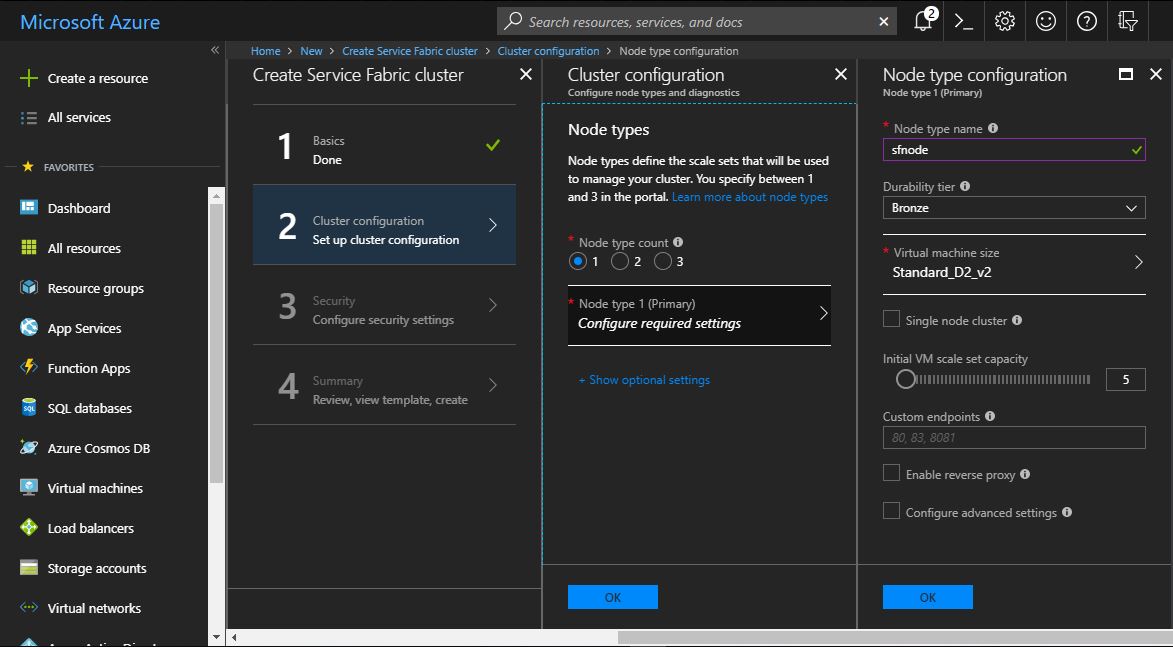 Microsoft Azure
Search resources, services, and docs
2
Home > New > Create Service Fabric cluster > Cluster configuration > Node type configuration
Create a resource
All services
FAVORITES
Dashboard
All resources
Resource groups
App Services
Function Apps
SQL databases
Azure Cosmos DB
Virtual machines
Load balancers
Storage accounts
Virtual networks
Create Service Fabric cluster
1
Basics
Done
2
Cluster configuration
Set up cluster configuration
3
Security
Configure security settings
4
Summary
Review, view template, create
Cluster configuration
Configure node types and diagnostics
Node types
Node types define the scale sets that will be used
to manage your cluster. You specify between 1
and 3 in the portal. Learn more about node types
* Node type count
1 2 3
* Node type 1 (Primary)
Configure required settings
+ Show optional settings
OK
Node type configuration
Node type 1 (Primary)
* Node type name
sfnode
Durability tier
Bronze
* Virtual machine size
Standard_D2_v2
Single node cluster
Initial VM scale set capacity
5
Custom endpoints
80, 83, 8081
Enable reverse proxy
Configure advanced settings
OK